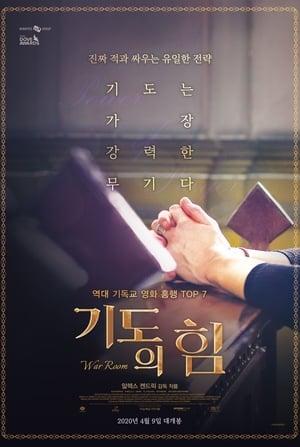 DOVE
AWARDS
진짜 적과 싸우는 유일한 전략
기 도 는
가 장
강 력 한
무 기 다
역대 기독교 영화 흥행 TOP 7
기도의 힘
War Room
알렉스 켄드릭 감독 작품
2020년 4월 9일 대개봉